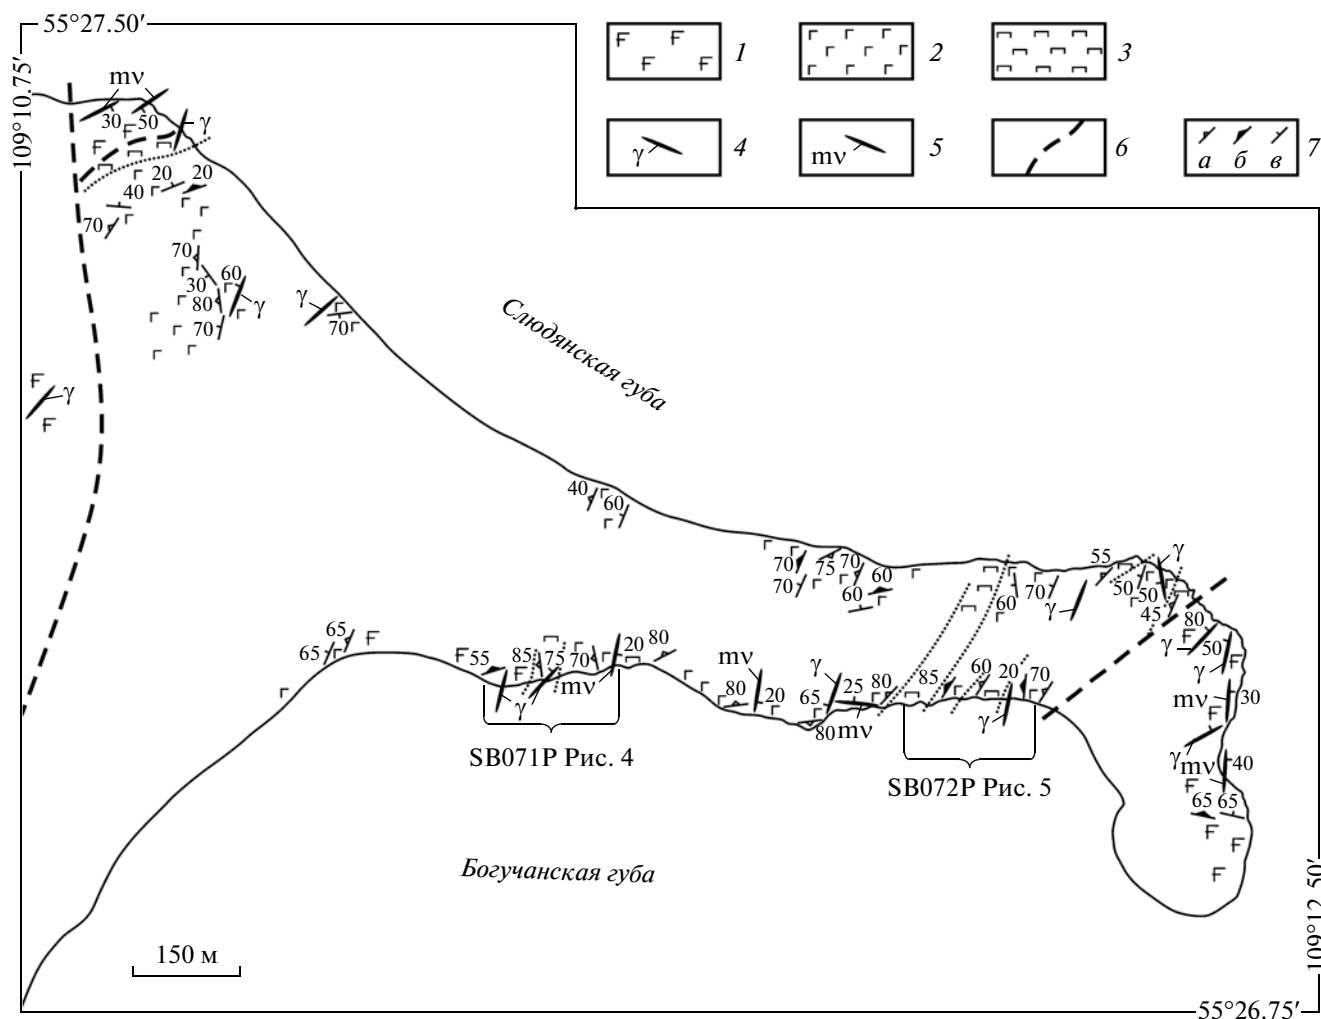 55°27.50′
109°10.75′
1
2
3
γ
4
mν
5
6
а б в
7
mν
30 50
γ
20 20
40
70
70
30 60
80
γ
70
γ
70
γ
Слюдянская губа
40
60
70 75 70
70
60
60
60
70
γ
55
50 50
γ
45
80
γ
50
γ
mν
30
γ
mν
40
65 65
65
65
55
85 75 70
20 80
γ
mν
mν
80 20
γ
65 25 80
80 mν
85 60 20 70
γ
SB071P Рис. 4
SB072P Рис. 5
Богучанская губа
150 м
109°12.50′
55°26.75′